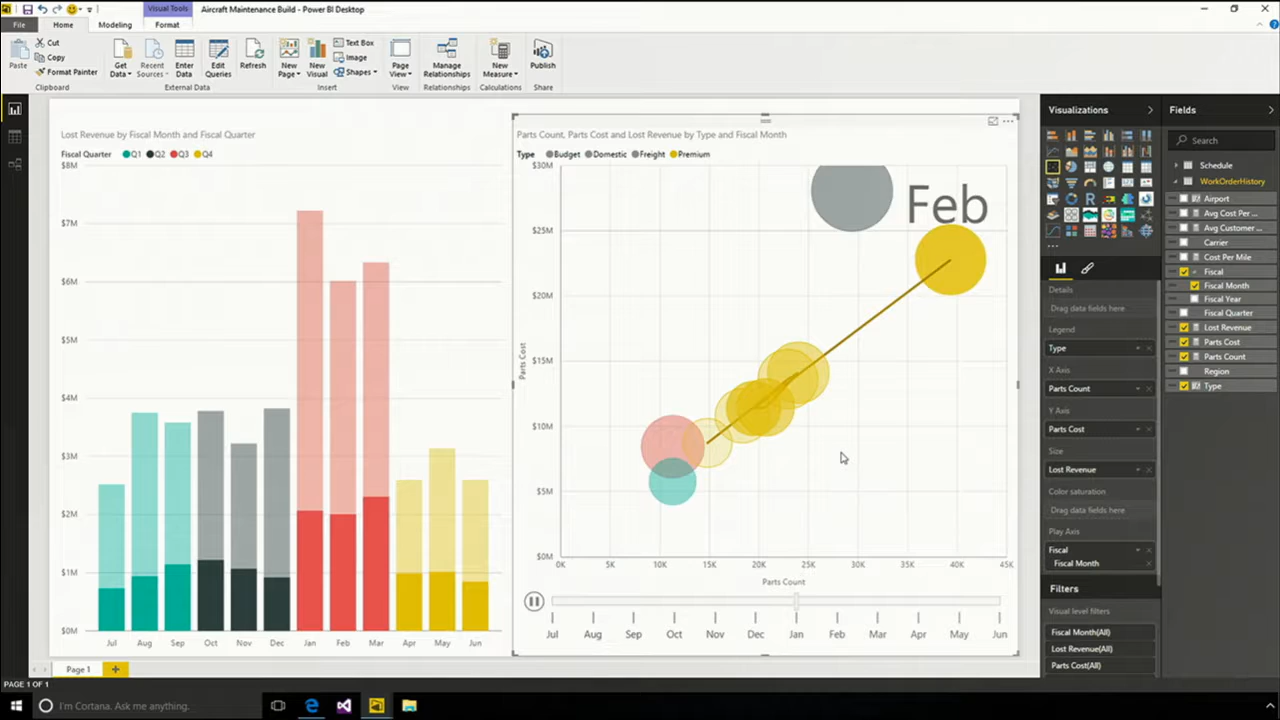 Visual Tools
Aircraft Maintenance Build - Power BI Desktop
File
Home
Modeling
Format
Paste
Cut
Copy
Format Painter
Clipboard
Get Data
Recent Sources
Enter Data
Edit Queries
External Data
Refresh
New Page
New Visual
Text Box
Image
Shapes
Insert
Page View
View
Manage Relationships
Relationships
New Measure
Calculations
Publish
Share
Lost Revenue by Fiscal Month and Fiscal Quarter
Fiscal Quarter Q1 Q2 Q3 Q4
$8M
$7M
$6M
$5M
$4M
$3M
$2M
$1M
$0M
Jul Aug Sep Oct Nov Dec Jan Feb Mar Apr May Jun
Parts Count, Parts Cost and Lost Revenue by Type and Fiscal Month
Type Budget Domestic Freight Premium
Feb
Parts Cost
$30M
$25M
$20M
$15M
$10M
$5M
$0M
0K 5K 10K 15K 20K 25K 30K 35K 40K 45K
Parts Count
Jul Aug Sep Oct Nov Dec Jan Feb Mar Apr May Jun
Visualizations
R
Details
Drag data fields here
Legend
Type
X Axis
Parts Count
Y Axis
Parts Cost
Size
Lost Revenue
Color saturation
Drag data fields here
Play Axis
Fiscal
Fiscal Month
Filters
Visual level filters
Fiscal Month(All)
Lost Revenue(All)
Parts Cost(All)
Fields
Search
Schedule
WorkOrderHistory
Airport
Avg Cost Per ...
Avg Customer ...
Carrier
Cost Per Mile
Fiscal
Fiscal Month
Fiscal Year
Fiscal Quarter
Lost Revenue
Parts Cost
Parts Count
Region
Type
Page 1
PAGE 1 OF 1
I'm Cortana. Ask me anything.